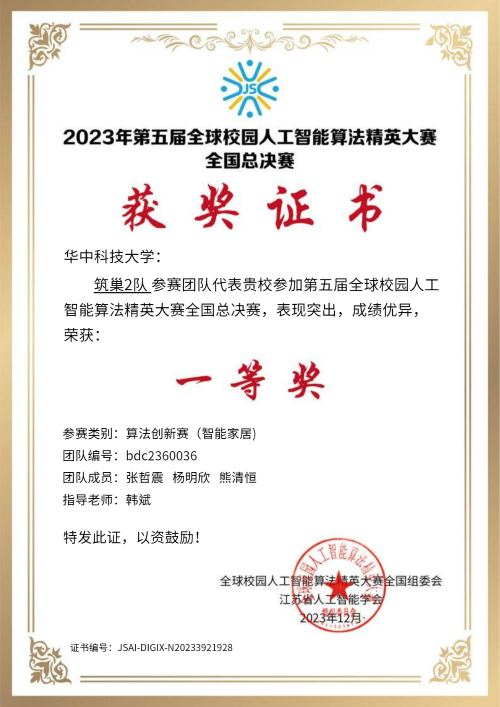 JSC
2023年第五届全球校园人工智能算法精英大赛
全国总决赛
获奖证书
华中科技大学：
筑巢2队 参赛团队代表贵校参加第五届全球校园人工
智能算法精英大赛全国总决赛，表现突出，成绩优异，
荣获：
一等奖
参赛类别：算法创新赛（智能家居)
团队编号：bdc2360036
团队成员：张哲震 杨明欣 熊清恒
指导老师：韩斌
特发此证，以资鼓励！
全球校园人工智能算法精英大赛全国组委会
江苏省人工智能学会
2023年12月
证书编号：JSAI-DIGIX-N20233921928